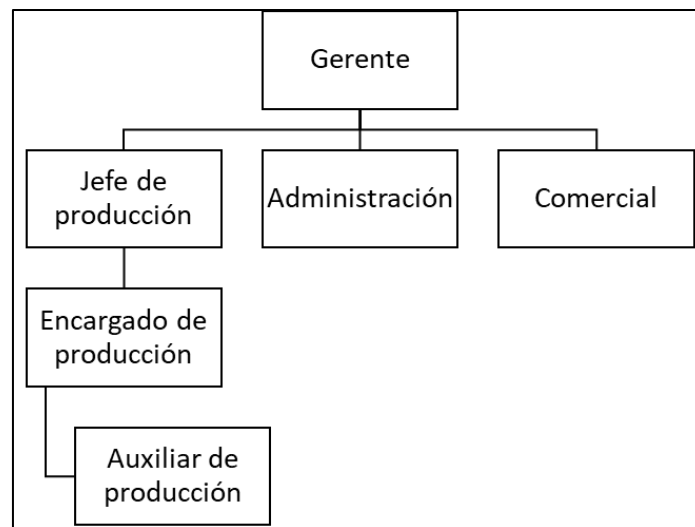 Gerente
Jefe de
producción
Administración
Comercial
Encargado de
producción
Auxiliar de
producción